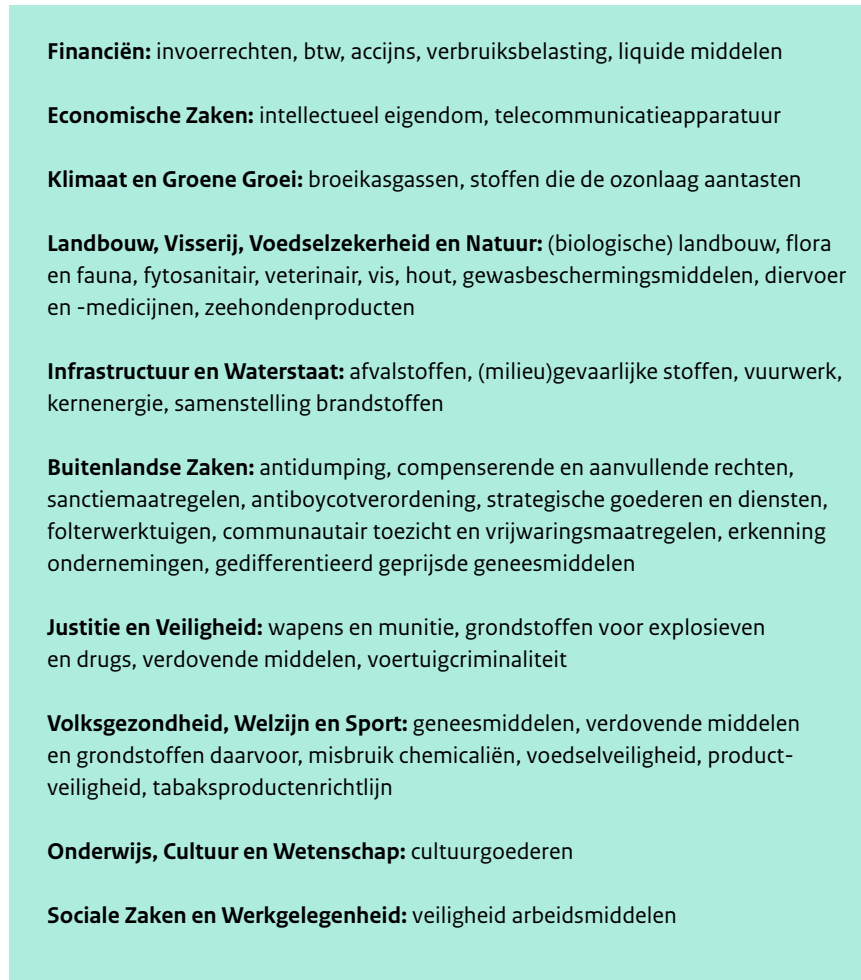 Financiën: invoerrechten, btw, accijns, verbruiksbelasting, liquide middelen
Economische Zaken: intellectueel eigendom, telecommunicatieapparatuur
Klimaat en Groene Groei: broeikasgassen, stoffen die de ozonlaag aantasten
Landbouw, Visserij, Voedselzekerheid en Natuur: (biologische) landbouw, flora
en fauna, fytosanitair, veterinair, vis, hout, gewasbeschermingsmiddelen, diervoer
en -medicijnen, zeehondenproducten
Infrastructuur en Waterstaat: afvalstoffen, (milieu)gevaarlijke stoffen, vuurwerk,
kernenergie, samenstelling brandstoffen
Buitenlandse Zaken: antidumping, compenserende en aanvullende rechten,
sanctiemaatregelen, antiboycotverordening, strategische goederen en diensten,
folterwerktuigen, communautair toezicht en vrijwaringsmaatregelen, erkenning
ondernemingen, gedifferentieerd geprijsde geneesmiddelen
Justitie en Veiligheid: wapens en munitie, grondstoffen voor explosieven
en drugs, verdovende middelen, voertuigcriminaliteit
Volksgezondheid, Welzijn en Sport: geneesmiddelen, verdovende middelen
en grondstoffen daarvoor, misbruik chemicaliën, voedselveiligheid, product-
veiligheid, tabaksproductenrichtlijn
Onderwijs, Cultuur en Wetenschap: cultuurgoederen
Sociale Zaken en Werkgelegenheid: veiligheid arbeidsmiddelen